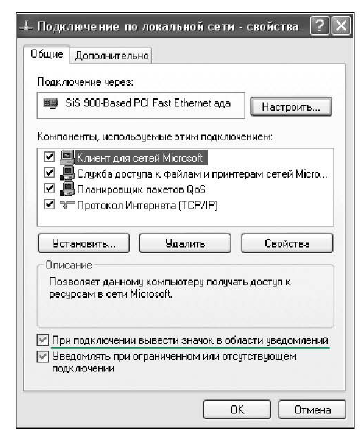 Подключение по локальной сети - свойства
Общие Дополнительно
Подключение через:
SiS 900-Based PCI Fast Ethernet ада Настроить...
Компоненты, используемые этим подключением:
Клиент для сетей Microsoft
Служба доступа к файлам и принтерам сетей Micro...
Планировщик пакетов QoS
Протокол Интернета (TCP/IP)
Установить... Удалить Свойства
Описание
Позволяет данному компьютеру получать доступ к
ресурсам в сети Microsoft.
При подключении вывести значок в области уведомлений
Уведомлять при ограниченном или отсутствующем
подключении
OK Отмена